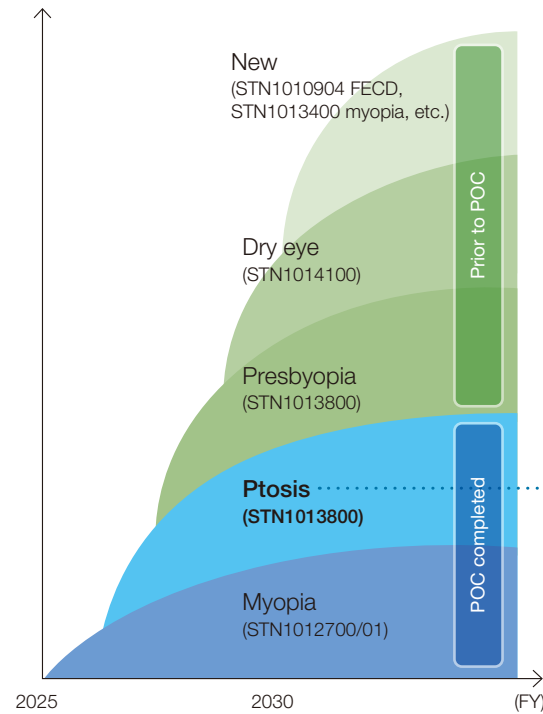 New
(STN1010904 FECD,
STN1013400 myopia, etc.)
Dry eye
(STN1014100)
Presbyopia
(STN1013800)
Ptosis
(STN1013800)
Myopia
(STN1012700/01)
Prior to POC
POC completed
2025
2030
(FY)